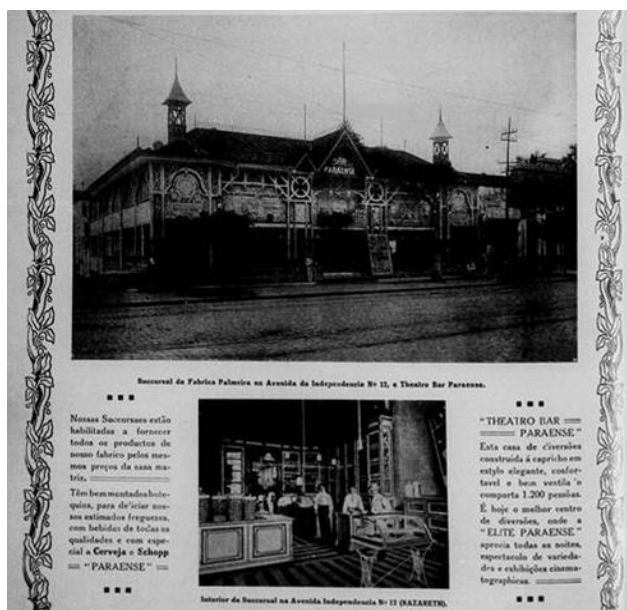 BAR
PARAENSE
Succursal da Fabrica Palmeira na Avenida da Independencia Nº 12, e Theatro Bar Paraense.
Nossas Succursaes estão
habilitadas a fornecer
todos os productos de
nosso fabrico pelos mes-
mos preços da casa ma-
triz.
Têm bem montados bote-
quins, para deliciar nos-
sos estimados freguezes,
com bebidas de todas as
qualidades e com espe-
cial a Cerveja e Schopp
"PARAENSE"
"THEATRO BAR
PARAENSE"
Esta casa de diversões
construida á capricho em
estylo elegante, confor-
tavel e bem ventila
comporta 1.200 pessôas.
É hoje o melhor centro
de diversões, onde a
"ELITE PARAENSE"
aprecia todas as noites,
espectaculo de varieda-
des e exhibições cinema-
tographicas.
Interior da Succursal na Avenida Independencia Nº 12 (NAZARETH).